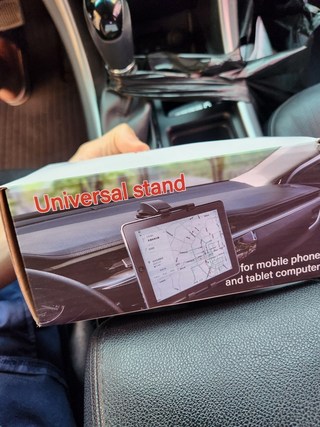 Universal stand
for mobile phone
and tablet computer